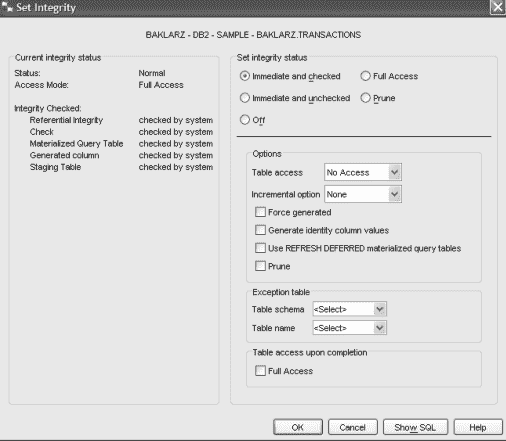 Set Integrity
BAKLARZ - DB2 - SAMPLE - BAKLARZ.TRANSACTIONS
Current integrity status
Status: Normal
Access Mode: Full Access
Integrity Checked:
Referential Integrity checked by system
Check checked by system
Materialized Query Table checked by system
Generated column checked by system
Staging Table checked by system
Set integrity status
Immediate and checked Full Access
Immediate and unchecked Prune
Off
Options
Table access No Access
Incremental option None
Force generated
Generate identity column values
Use REFRESH DEFERRED materialized query tables
Prune
Exception table
Table schema <Select>
Table name <Select>
Table access upon completion
Full Access
OK Cancel Show SQL Help